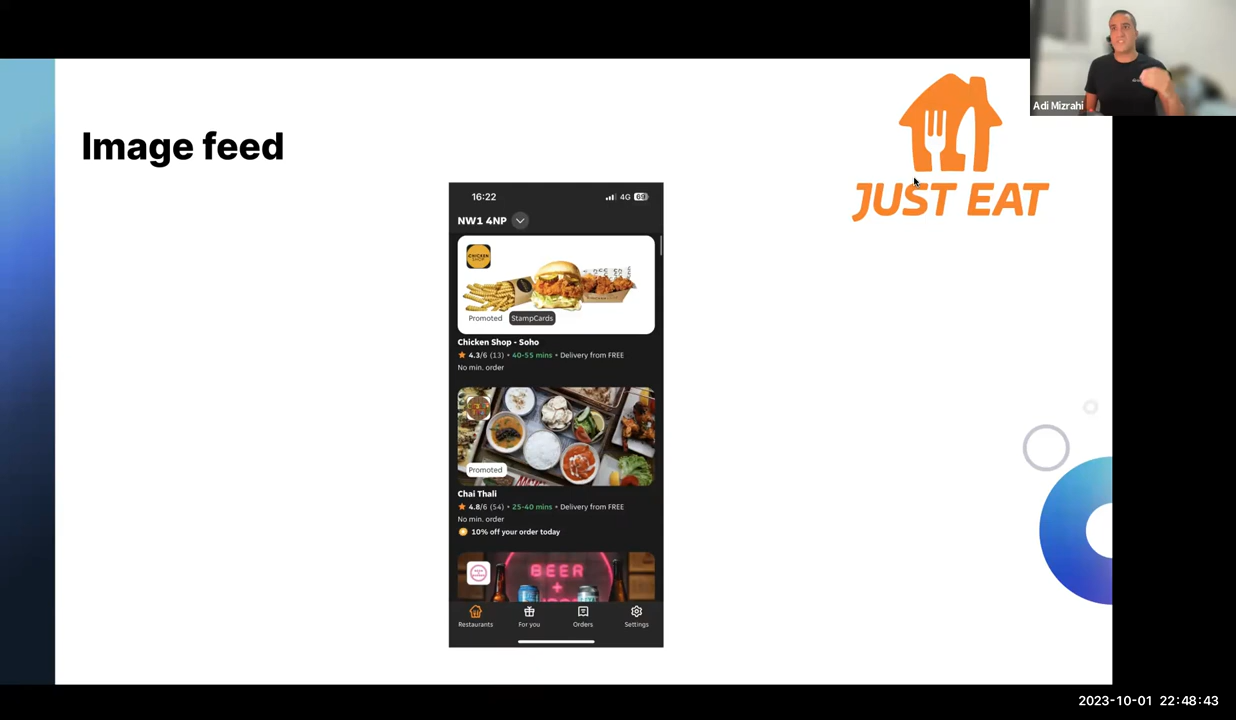 Adi Mizrahi
Image feed
JUST EAT
16:22
4G 69
NW1 4NP
CHICKEN
SHOP
Promoted StampCards
Chicken Shop - Soho
4.3/6 (13) • 40-55 mins • Delivery from FREE
No min. order
Promoted
Chai Thali
4.8/6 (54) • 25-40 mins • Delivery from FREE
No min. order
10% off your order today
BEER
+
Restaurants For you Orders Settings
2023-10-01 22:48:43